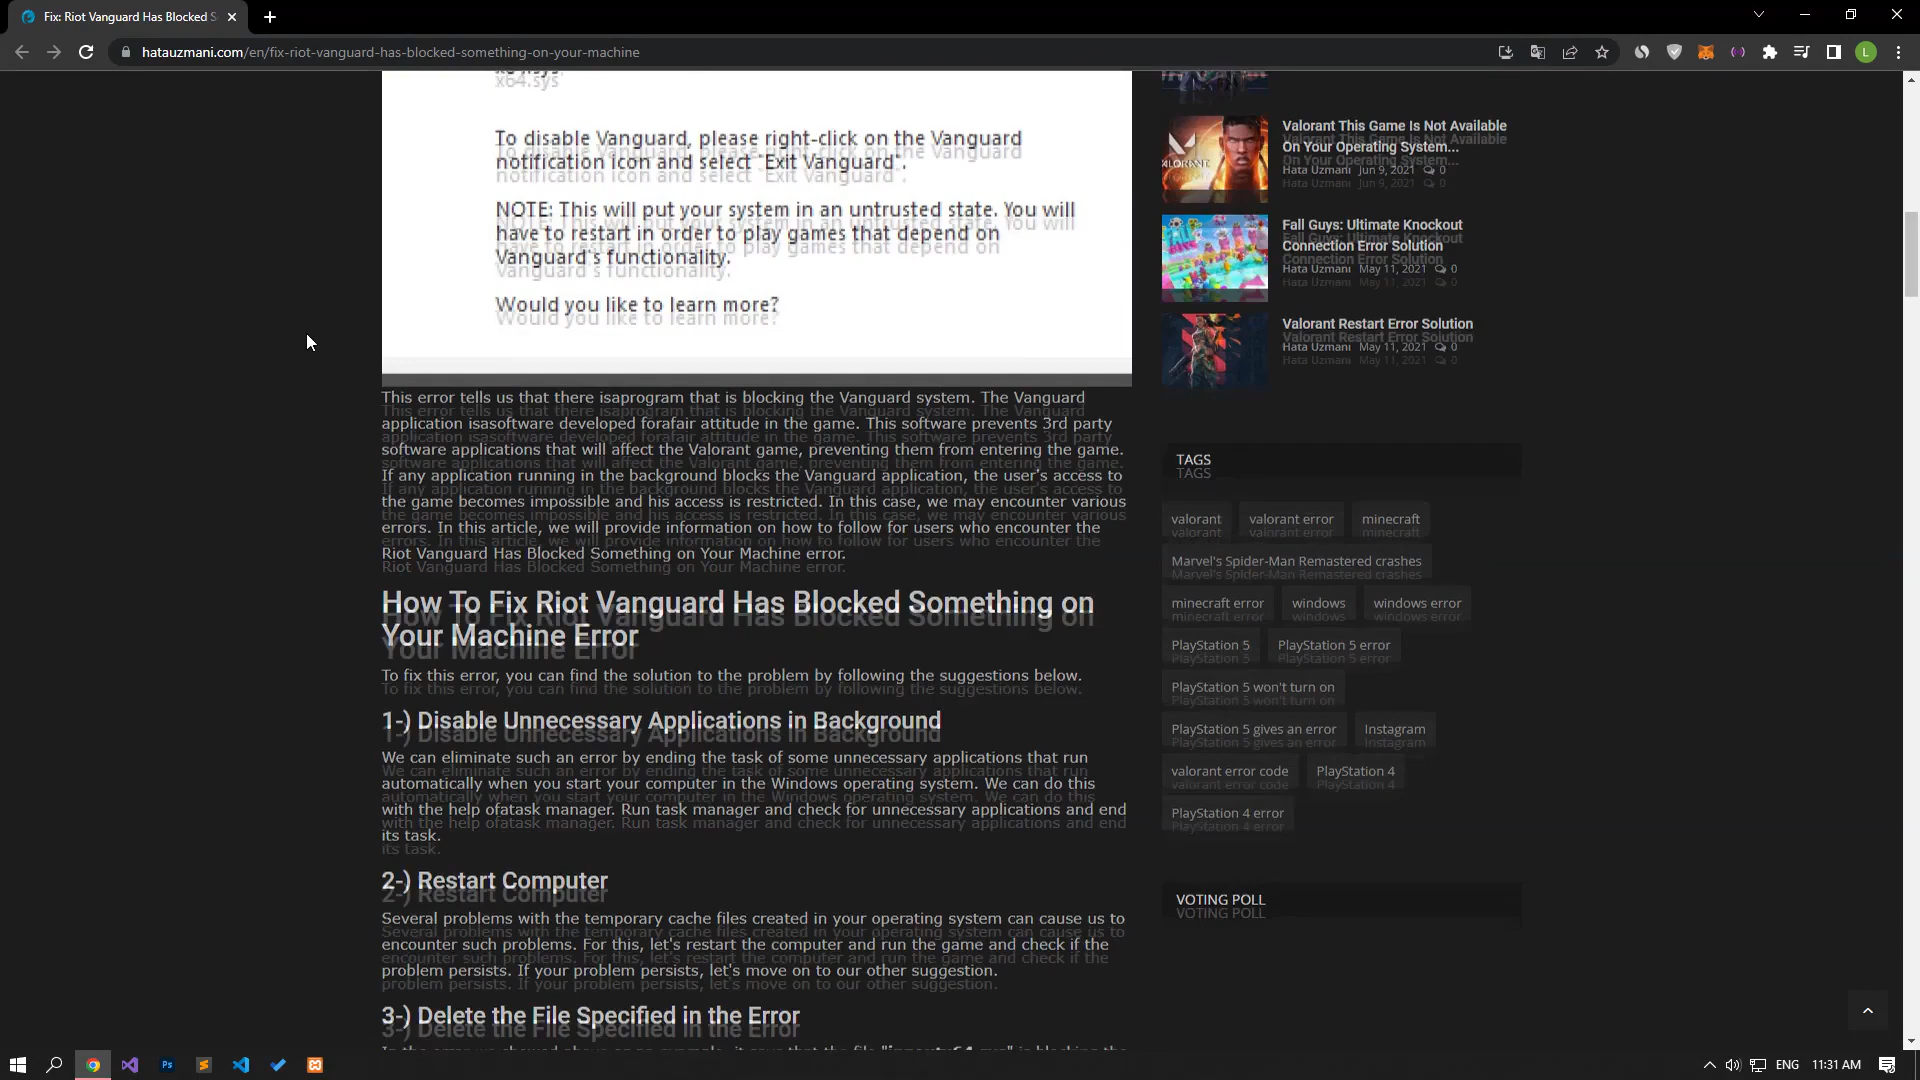 Fix: Riot Vanguard Has Blocked S
hatauzmani.com/en/fix-riot-vanguard-has-blocked-something-on-your-machine
L
x64.sys
To disable Vanguard, please right-click on the Vanguard
notification icon and select "Exit Vanguard".
NOTE: This will put your system in an untrusted state. You will
have to restart in order to play games that depend on
Vanguard's functionality.
Would you like to learn more?
This error tells us that there isaprogram that is blocking the Vanguard system. The Vanguard
application isasoftware developed forafair attitude in the game. This software prevents 3rd party
software applications that will affect the Valorant game, preventing them from entering the game.
If any application running in the background blocks the Vanguard application, the user's access to
the game becomes impossible and his access is restricted. In this case, we may encounter various
errors. In this article, we will provide information on how to follow for users who encounter the
Riot Vanguard Has Blocked Something on Your Machine error.
How To Fix Riot Vanguard Has Blocked Something on
Your Machine Error
To fix this error, you can find the solution to the problem by following the suggestions below.
1-) Disable Unnecessary Applications in Background
We can eliminate such an error by ending the task of some unnecessary applications that run
automatically when you start your computer in the Windows operating system. We can do this
with the help ofatask manager. Run task manager and check for unnecessary applications and end
its task.
2-) Restart Computer
Several problems with the temporary cache files created in your operating system can cause us to
encounter such problems. For this, let's restart the computer and run the game and check if the
problem persists. If your problem persists, let's move on to our other suggestion.
3-) Delete the File Specified in the Error
VALORANT
Valorant This Game Is Not Available
On Your Operating System...
Hata Uzmanı Jun 9, 2021 0
Fall Guys: Ultimate Knockout
Connection Error Solution
Hata Uzmanı May 11, 2021 0
Valorant Restart Error Solution
Hata Uzmanı May 11, 2021 0
TAGS
valorant valorant error minecraft
Marvel's Spider-Man Remastered crashes
minecraft error windows windows error
PlayStation 5 PlayStation 5 error
PlayStation 5 won't turn on
PlayStation 5 gives an error Instagram
valorant error code PlayStation 4
PlayStation 4 error
VOTING POLL
Ps
ENG 11:31 AM